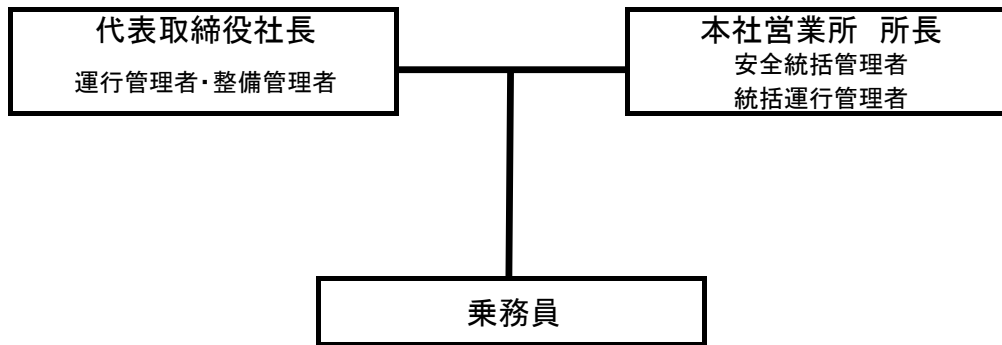 代表取締役社長
運行管理者・整備管理者
本社営業所　所長
安全統括管理者
統括運行管理者
乗務員